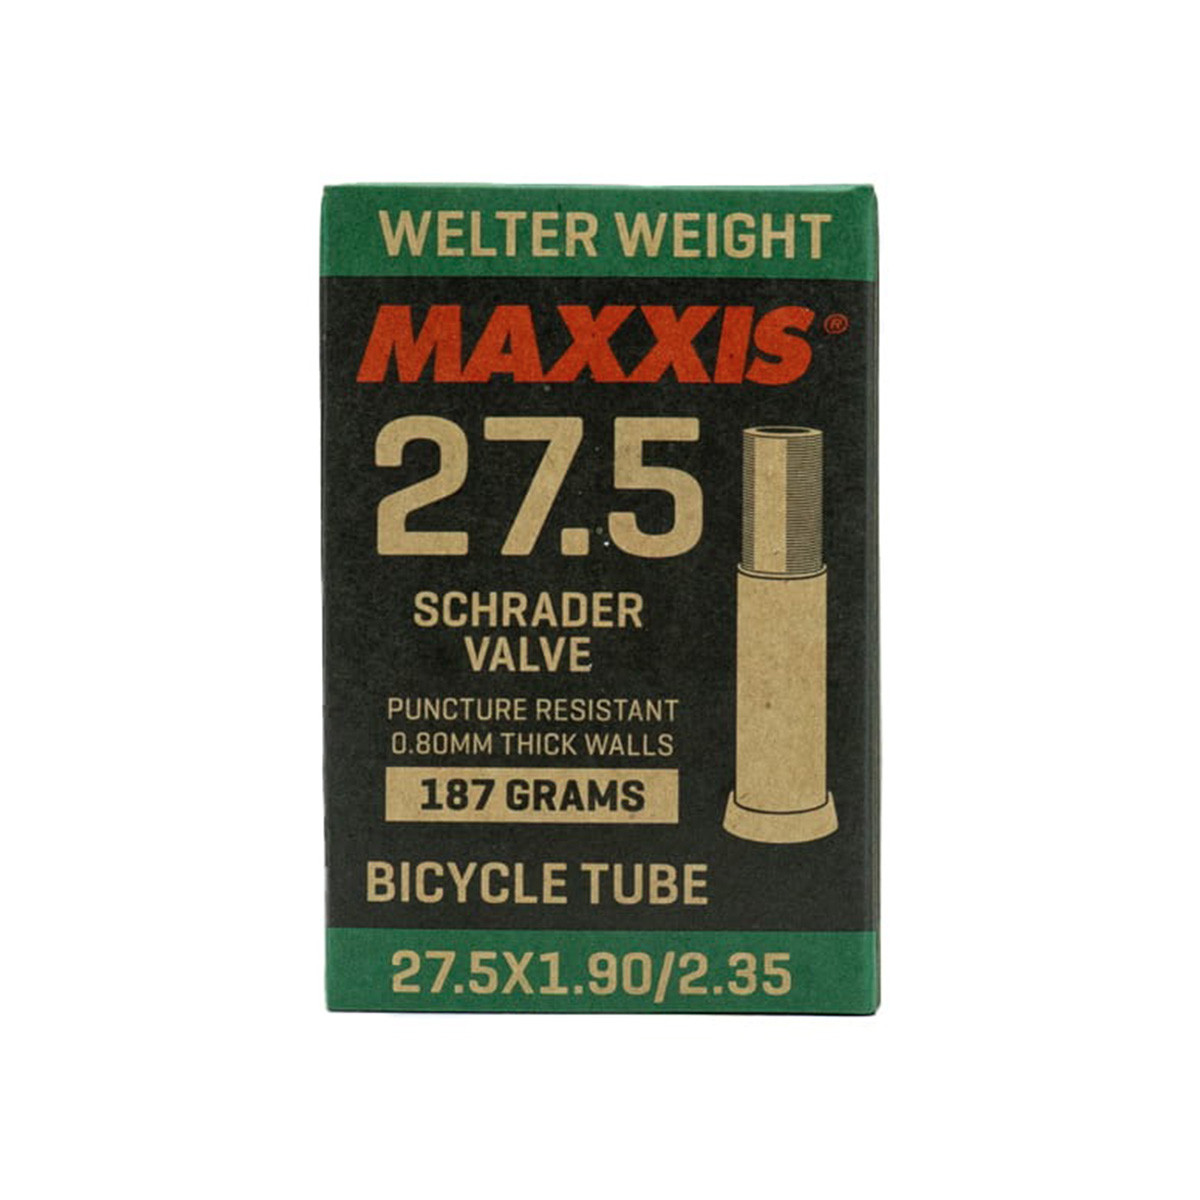 WELTER WEIGHT
MAXXIS®
27.5
SCHRADER
VALVE
PUNCTURE RESISTANT
0.80MM THICK WALLS
187 GRAMS
BICYCLE TUBE
27.5X1.90/2.35